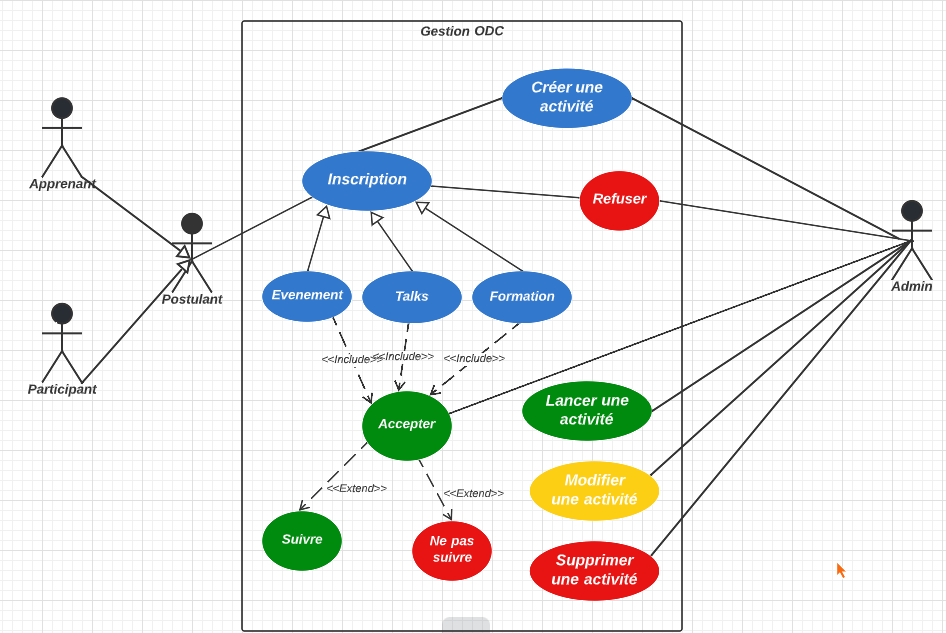 Gestion ODC
Créer une
activité
Inscription
Refuser
Apprenant
Postulant
Admin
Evenement
Talks
Formation
<<Include>>
<<Include>>
<<Include>>
Participant
Accepter
Lancer une
activité
<<Extend>>
<<Extend>>
Modifier
une activité
Suivre
Ne pas
suivre
Supprimer
une activité